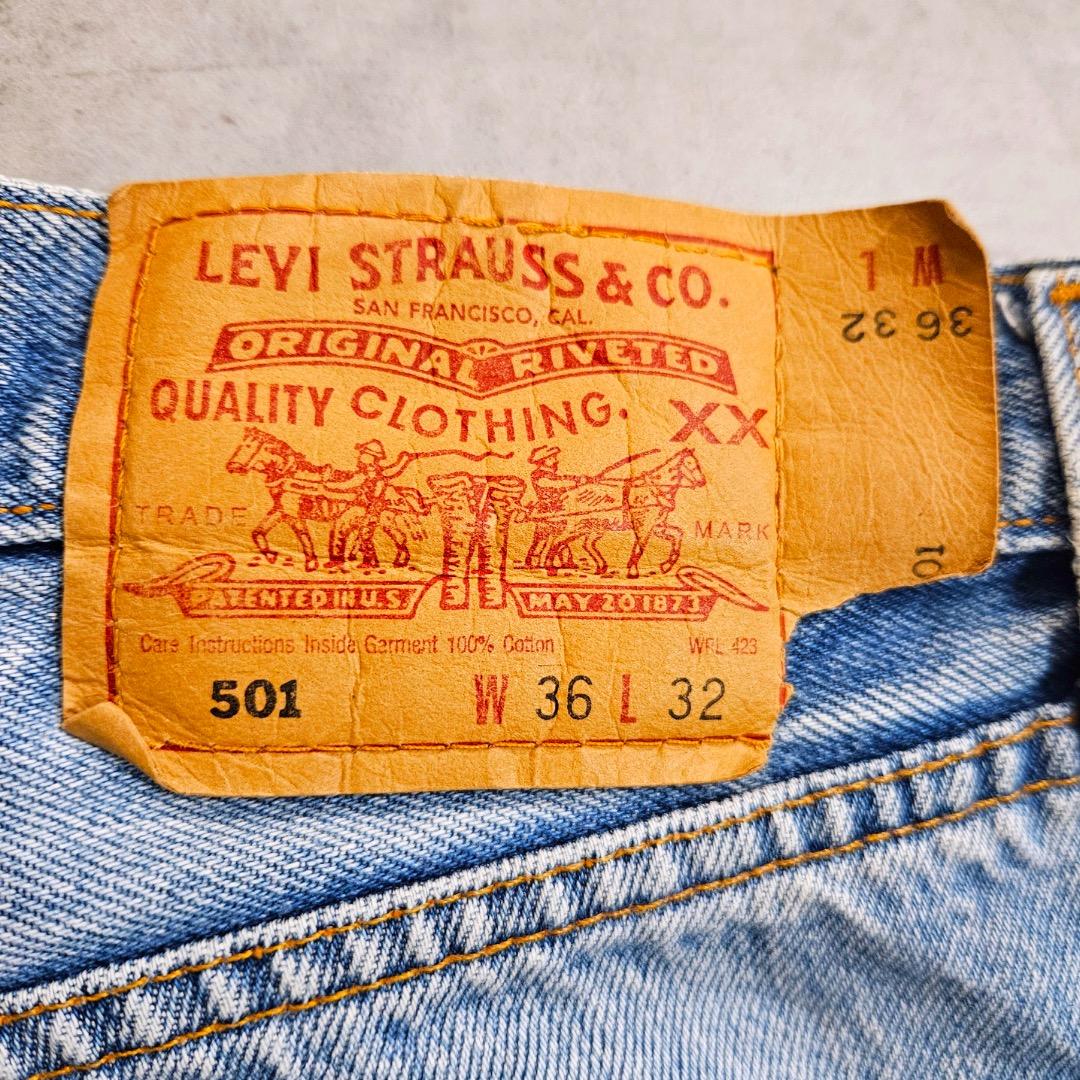 LEVI STRAUSS & CO.
SAN FRANCISCO, CAL.
ORIGINAL RIVETED
QUALITY CLOTHING. XX
TRADE MARK
PATENTED IN U.S. MAY 20 1873
Care Instructions Inside Garment 100% Cotton WPL 423
501 W 36 L 32
36 32
01